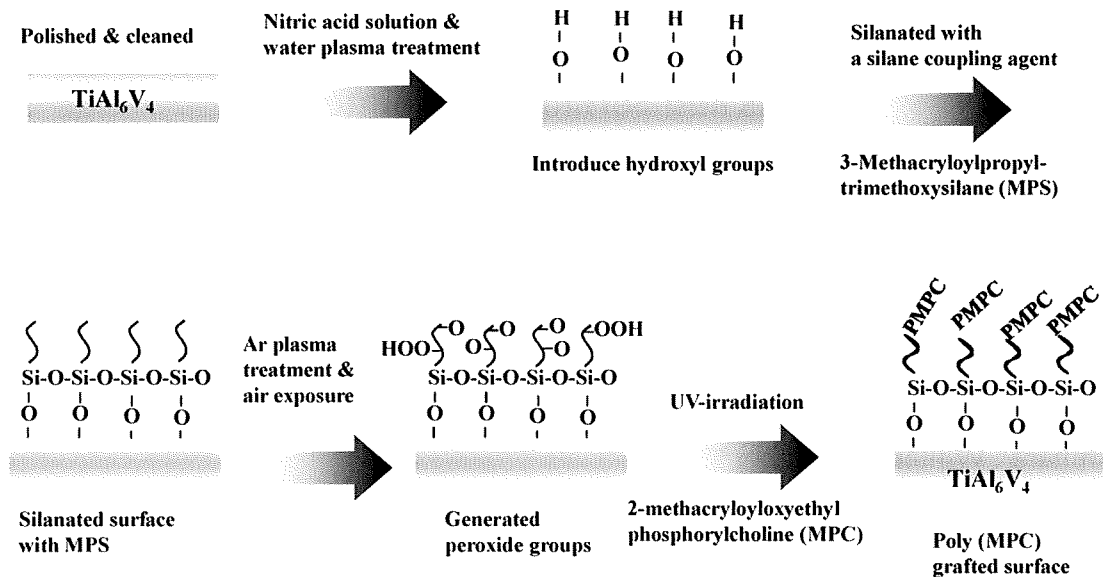 Polished & cleaned
TiAl₆V₄
Nitric acid solution &
water plasma treatment
H H H H
O O O O
Introduce hydroxyl groups
Silanated with
a silane coupling agent
3-Methacryloylpropyl-
trimethoxysilane (MPS)
Si-O-Si-O-Si-O-Si-O
O O O O
Silanated surface
with MPS
Ar plasma
treatment &
air exposure
HOO O O O OOH
O O
Si-O-Si-O-Si-O-Si-O
O O O O
Generated
peroxide groups
UV-irradiation
2-methacryloyloxyethyl
phosphorylcholine (MPC)
PMPC PMPC PMPC PMPC
Si-O-Si-O-Si-O-Si-O
O O O O
TiAl₆V₄
Poly (MPC)
grafted surface